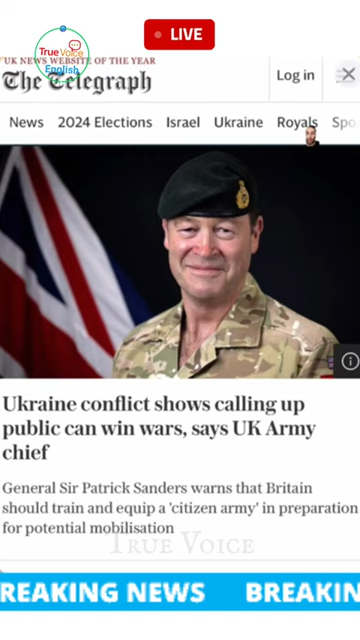 LIVE
True Voice
English
UK NEWS WEBSITE OF THE YEAR
The Telegraph
Log in
News 2024 Elections Israel Ukraine Royals Spo
Ukraine conflict shows calling up
public can win wars, says UK Army
chief
General Sir Patrick Sanders warns that Britain
should train and equip a 'citizen army' in preparation
for potential mobilisation
TRUE VOICE
REAKING NEWS BREAKIN